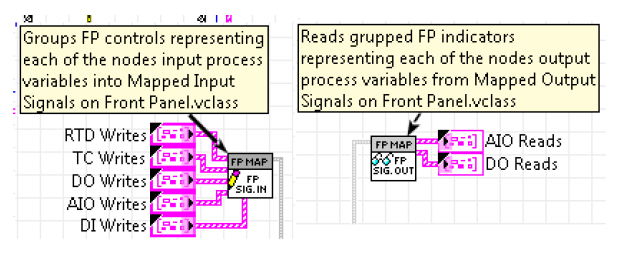 Groups FP controls representing
each of the nodes input process
variables into Mapped Input
Signals on Front Panel.vclass
RTD Writes
TC Writes
DO Writes
AIO Writes
DI Writes
FP MAP
FP
SIG.IN
Reads grupped FP indicators
representing each of the nodes output
process variables from Mapped Output
Signals on Front Panel.vclass
FP MAP
FP
SIG.OUT
AIO Reads
DO Reads